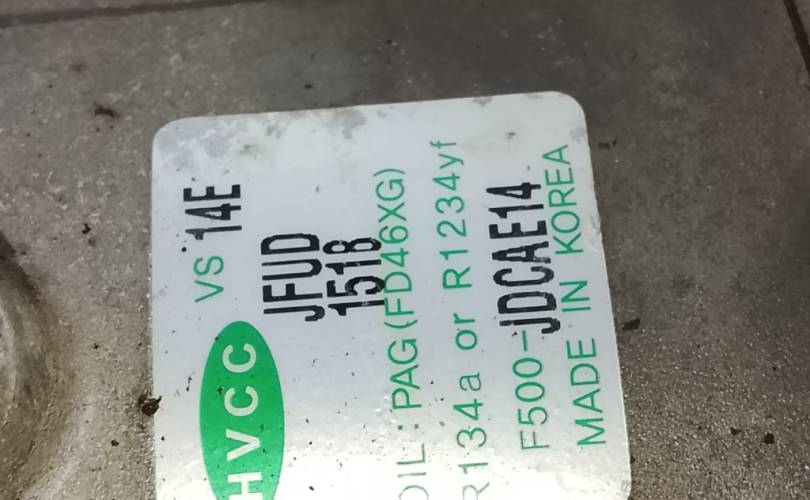 VS 14E
HVCC
JFUD
1518
OIL:PAG(FD46XG)
R134a or R1234yf
F500-JDCAE14
MADE IN KOREA